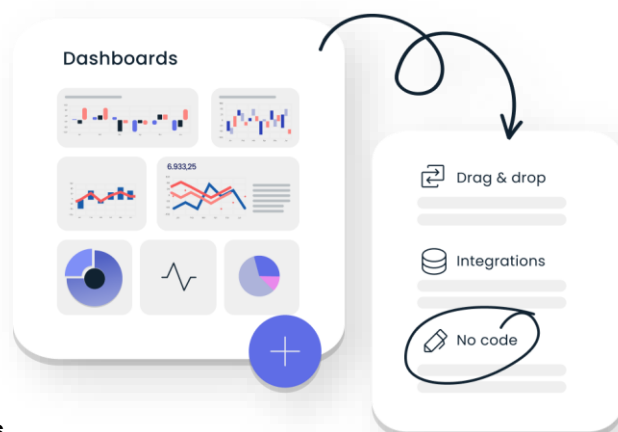 Dashboards
6.933,25
Drag & drop
Integrations
No code